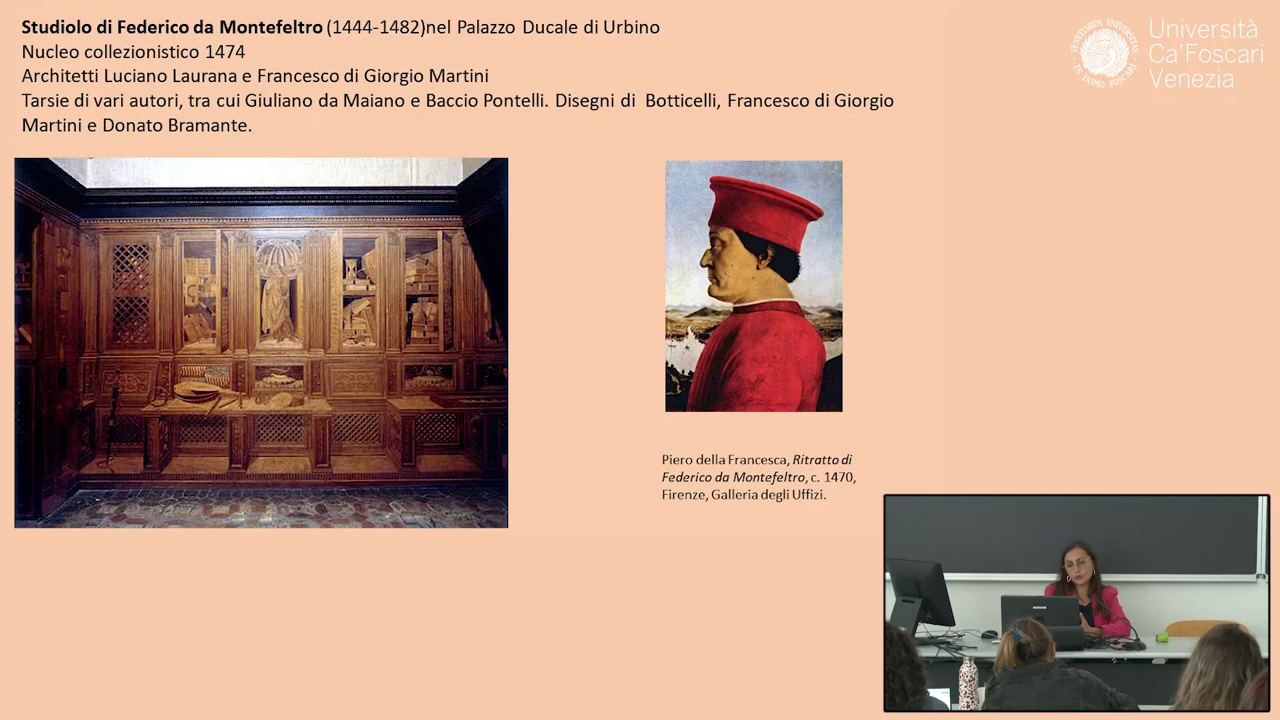 Studiolo di Federico da Montefeltro (1444-1482)nel Palazzo Ducale di Urbino
Nucleo collezionistico 1474
Architetti Luciano Laurana e Francesco di Giorgio Martini
Tarsie di vari autori, tra cui Giuliano da Maiano e Baccio Pontelli. Disegni di Botticelli, Francesco di Giorgio
Martini e Donato Bramante.
Università
Ca'Foscari
Venezia
Piero della Francesca, Ritratto di
Federico da Montefeltro, c. 1470,
Firenze, Galleria degli Uffizi.